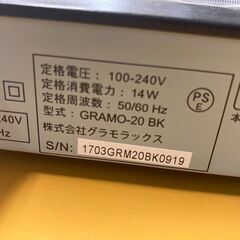 定格電圧： 100-240V
定格消費電力：14W
定格周波数：50/60 Hz
型式：GRAMO-20 BK
株式会社グラモラックス
S/N: 1703GRM20BK0919
PS
E
-240V
Hz
本